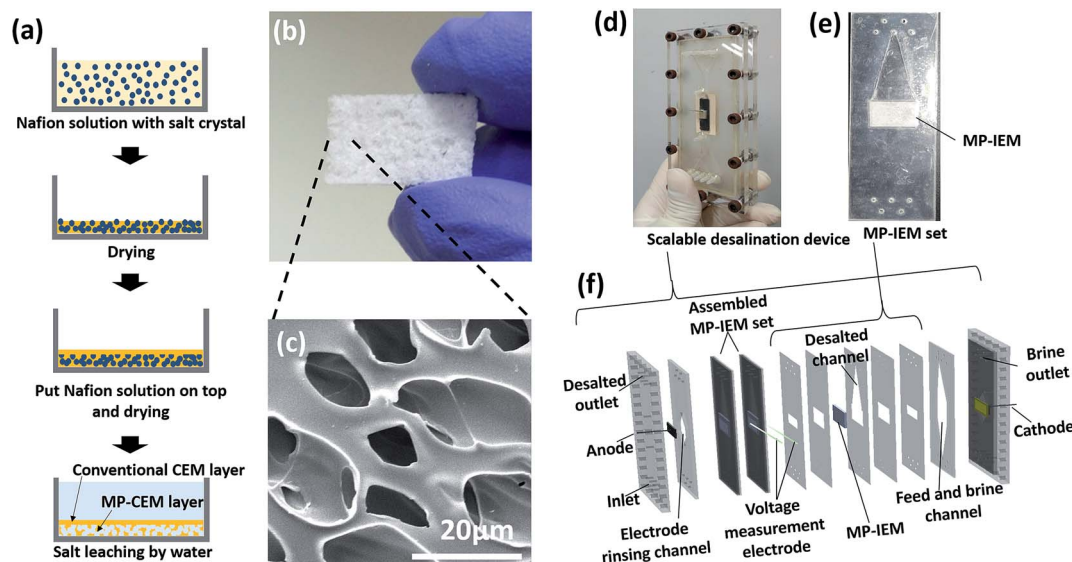 (a)
Nafion solution with salt crystal
Drying
Put Nafion solution on top
and drying
Conventional CEM layer
MP-CEM layer
Salt leaching by water
(b)
(c)
20μm
(d)
Scalable desalination device
(e)
MP-IEM
MP-IEM set
(f)
Assembled
MP-IEM set
Desalted
channel
Desalted
outlet
Anode
Inlet
Electrode
rinsing channel
Voltage
measurement
electrode
MP-IEM
Feed and brine
channel
Brine
outlet
Cathode